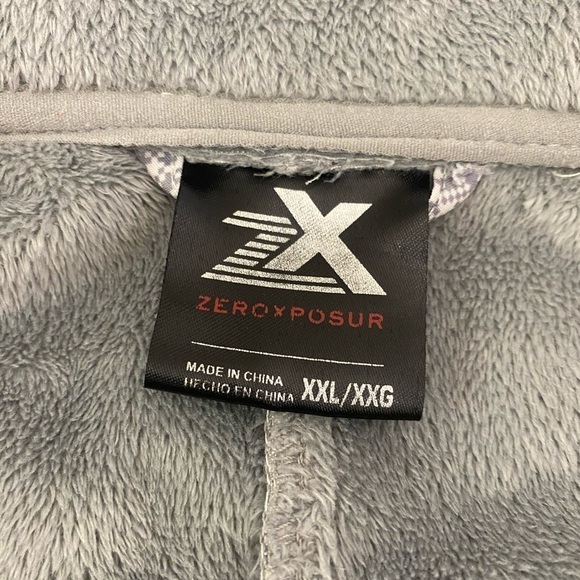 ZX
ZEROXPOSUR
MADE IN CHINA
HECHO EN CHINA XXL/XXG